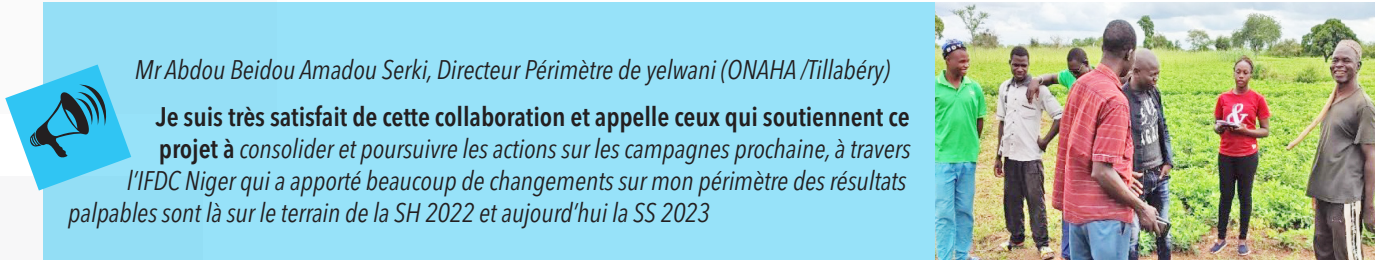 Mr Abdou Beidou Amadou Serki, Directeur Périmètre de yelwani (ONAHA /Tillabéry)
Je suis très satisfait de cette collaboration et appelle ceux qui soutiennent ce
projet à consolider et poursuivre les actions sur les campagnes prochaine, à travers
l'IFDC Niger qui a apporté beaucoup de changements sur mon périmètre des résultats
palpables sont là sur le terrain de la SH 2022 et aujourd'hui la SS 2023
&